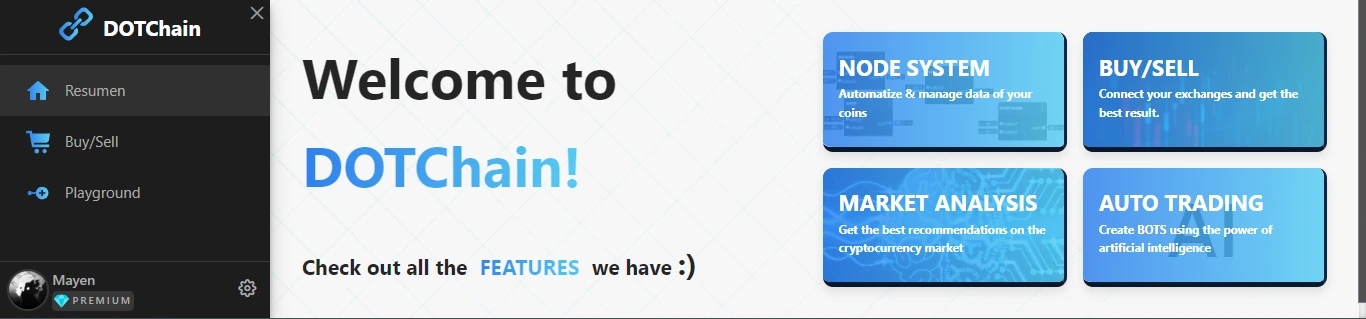 DOTChain
Resumen
Buy/Sell
Playground
Mayen
PREMIUM
Welcome to
DOTChain!
Check out all the FEATURES we have :)
NODE SYSTEM
Automatize & manage data of your
coins
BUY/SELL
Connect your exchanges and get the
best result.
MARKET ANALYSIS
Get the best recommendations on the
cryptocurrency market
AUTO TRADING
Create BOTS using the power of
artificial intelligence
AI